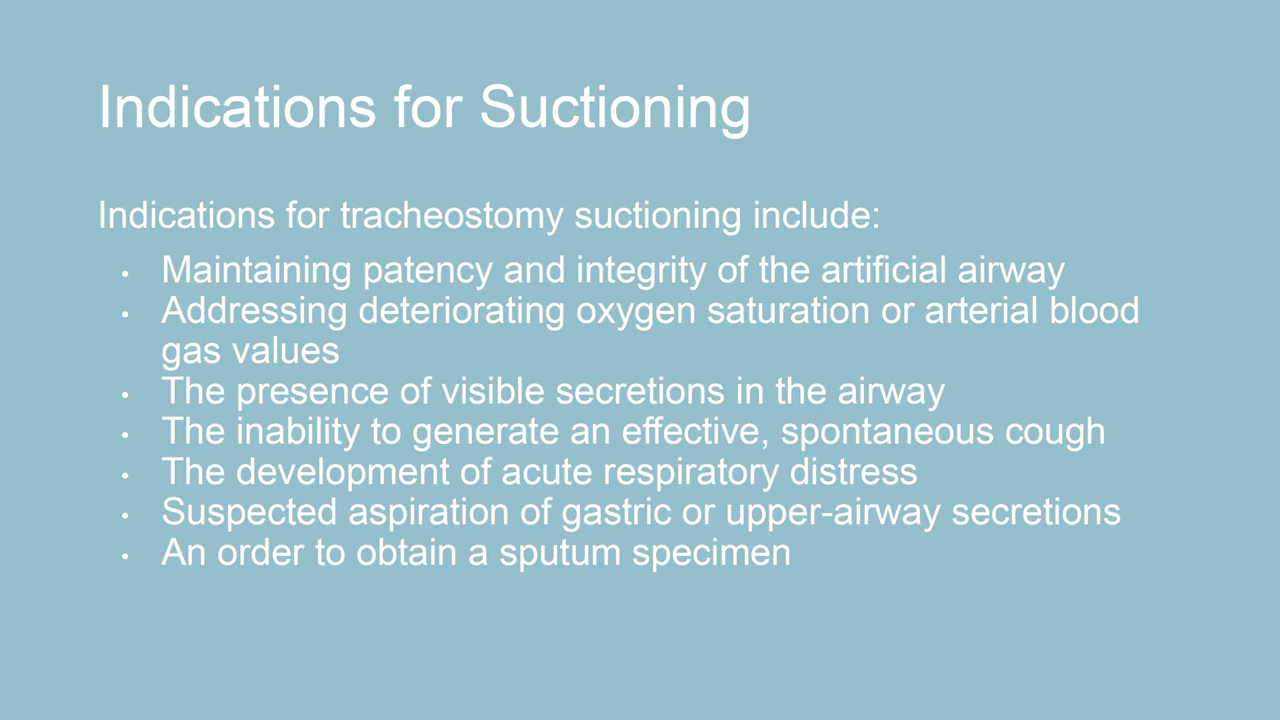 Indications for Suctioning
Indications for tracheostomy suctioning include:
• Maintaining patency and integrity of the artificial airway
• Addressing deteriorating oxygen saturation or arterial blood
gas values
• The presence of visible secretions in the airway
• The inability to generate an effective, spontaneous cough
• The development of acute respiratory distress
• Suspected aspiration of gastric or upper-airway secretions
• An order to obtain a sputum specimen